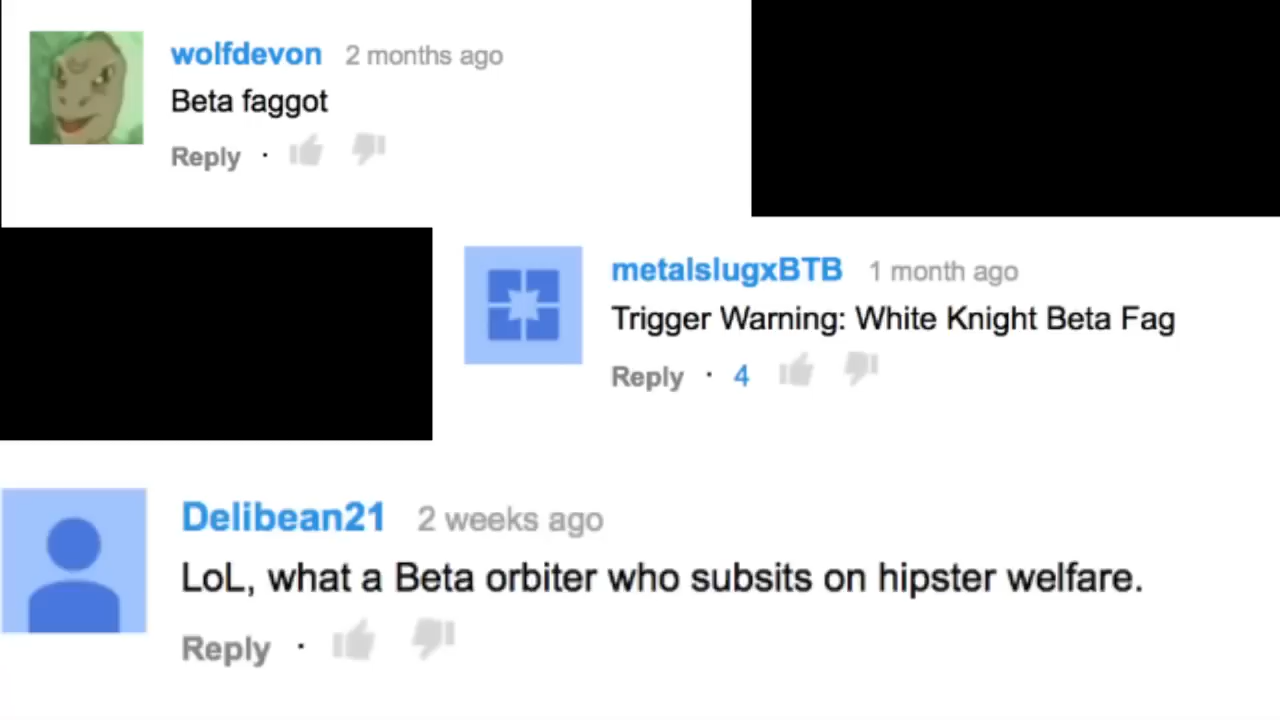 wolfdevon 2 months ago
Beta faggot
Reply ·
metalslugxBTB 1 month ago
Trigger Warning: White Knight Beta Fag
Reply · 4
Delibean21 2 weeks ago
LoL, what a Beta orbiter who subsits on hipster welfare.
Reply ·